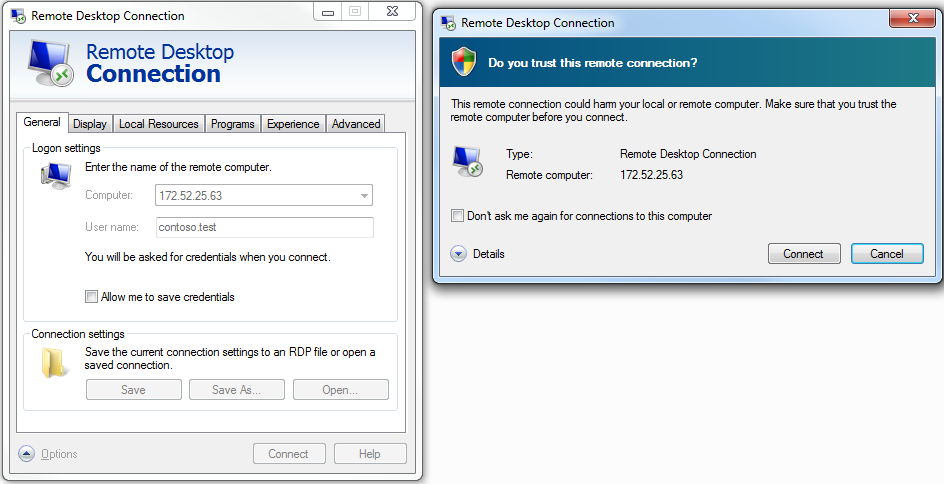 Remote Desktop Connection
Remote Desktop
Connection
General Display Local Resources Programs Experience Advanced
Logon settings
Enter the name of the remote computer.
Computer: 172.52.25.63
User name: contoso.test
You will be asked for credentials when you connect.
Allow me to save credentials
Connection settings
Save the current connection settings to an RDP file or open a
saved connection.
Save Save As... Open...
Options Connect Help
Remote Desktop Connection
Do you trust this remote connection?
This remote connection could harm your local or remote computer. Make sure that you trust the
remote computer before you connect.
Type: Remote Desktop Connection
Remote computer: 172.52.25.63
Don't ask me again for connections to this computer
Details Connect Cancel